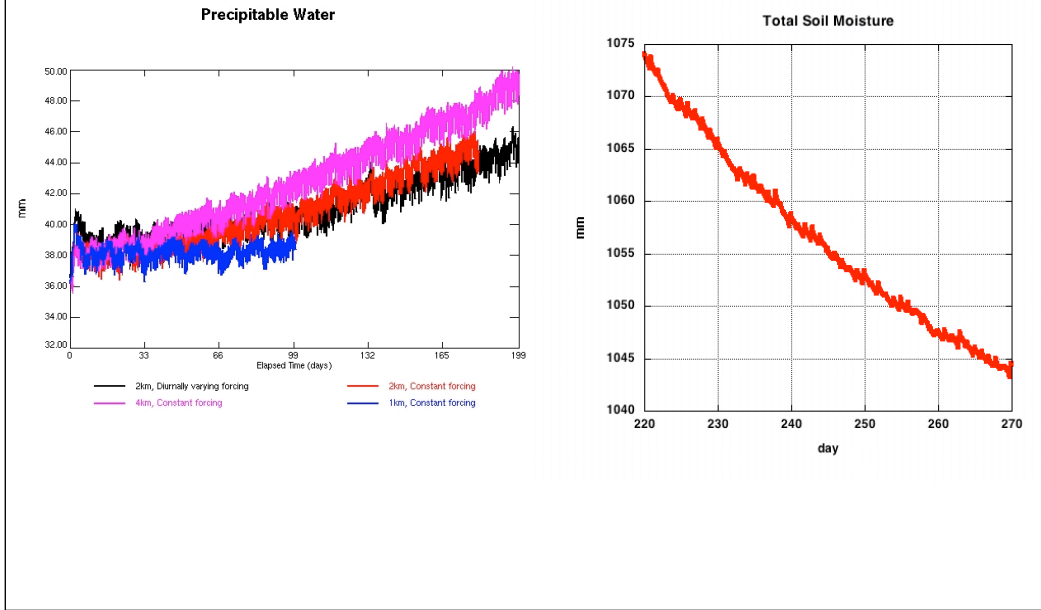 Precipitable Water
50.00
48.00
46.00
44.00
42.00
40.00
38.00
36.00
34.00
32.00
mm
0 33 66 99 132 165 199
Elapsed Time (days)
2km, Diurnally varying forcing
2km, Constant forcing
4km, Constant forcing
1km, Constant forcing
Total Soil Moisture
1075
1070
1065
1060
1055
1050
1045
1040
mm
220 230 240 250 260 270
day